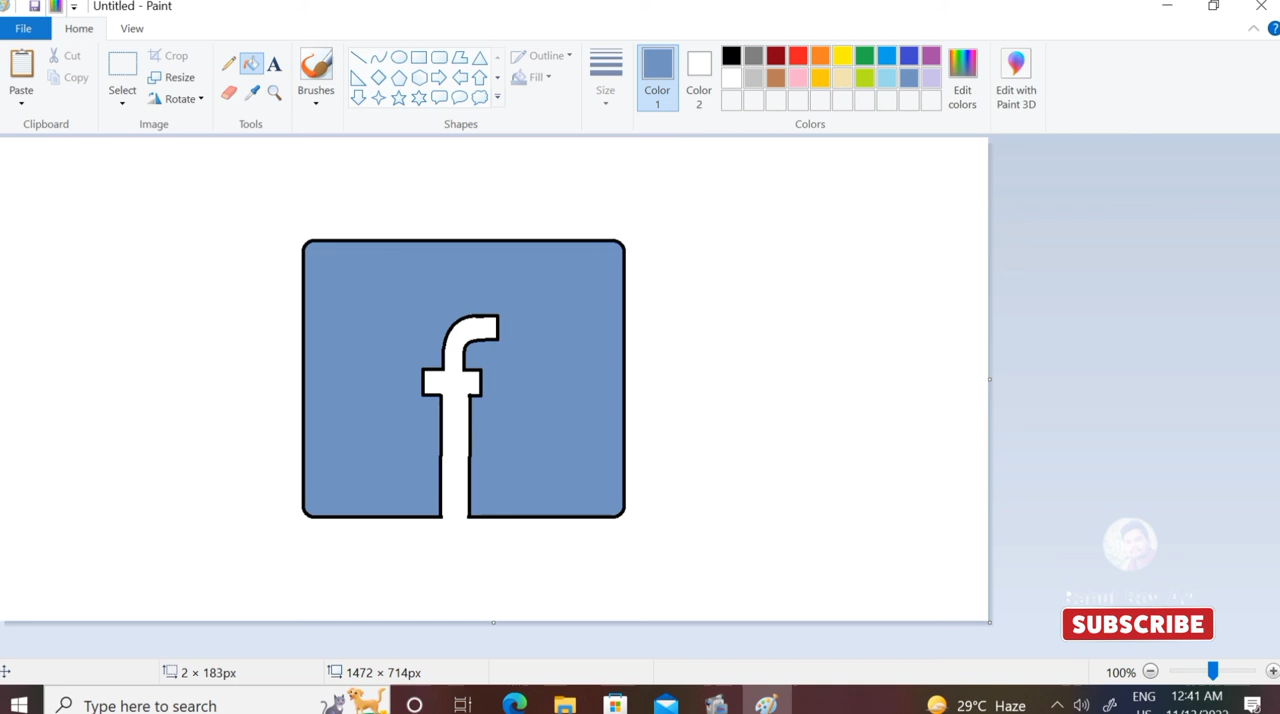 Untitled - Paint
File
Home
View
Paste
Cut
Copy
Clipboard
Select
Crop
Resize
Rotate
Image
A
Tools
Brushes
Shapes
Outline
Fill
Size
Color
1
Color
2
Colors
Edit
colors
Edit with
Paint 3D
f
SUBSCRIBE
2 × 183px
1472 × 714px
100%
Type here to search
29°C Haze
ENG
12:41 AM